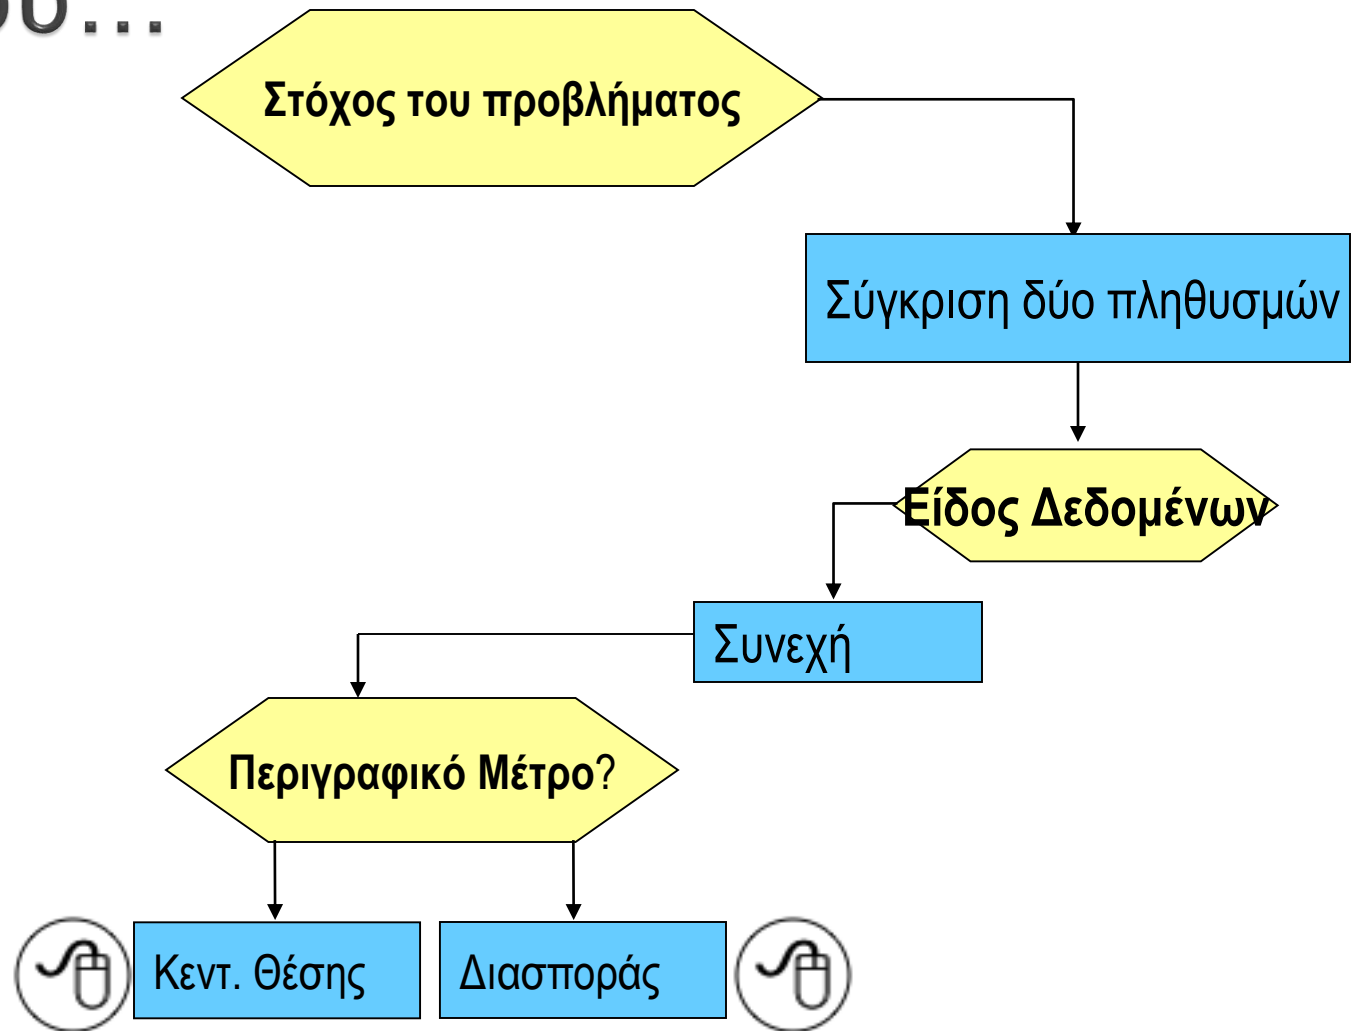 Στόχος του προβλήματος
Σύγκριση δύο πληθυσμών
Είδος Δεδομένων
Συνεχή
Περιγραφικό Μέτρο?
Κεντ. Θέσης
Διασποράς